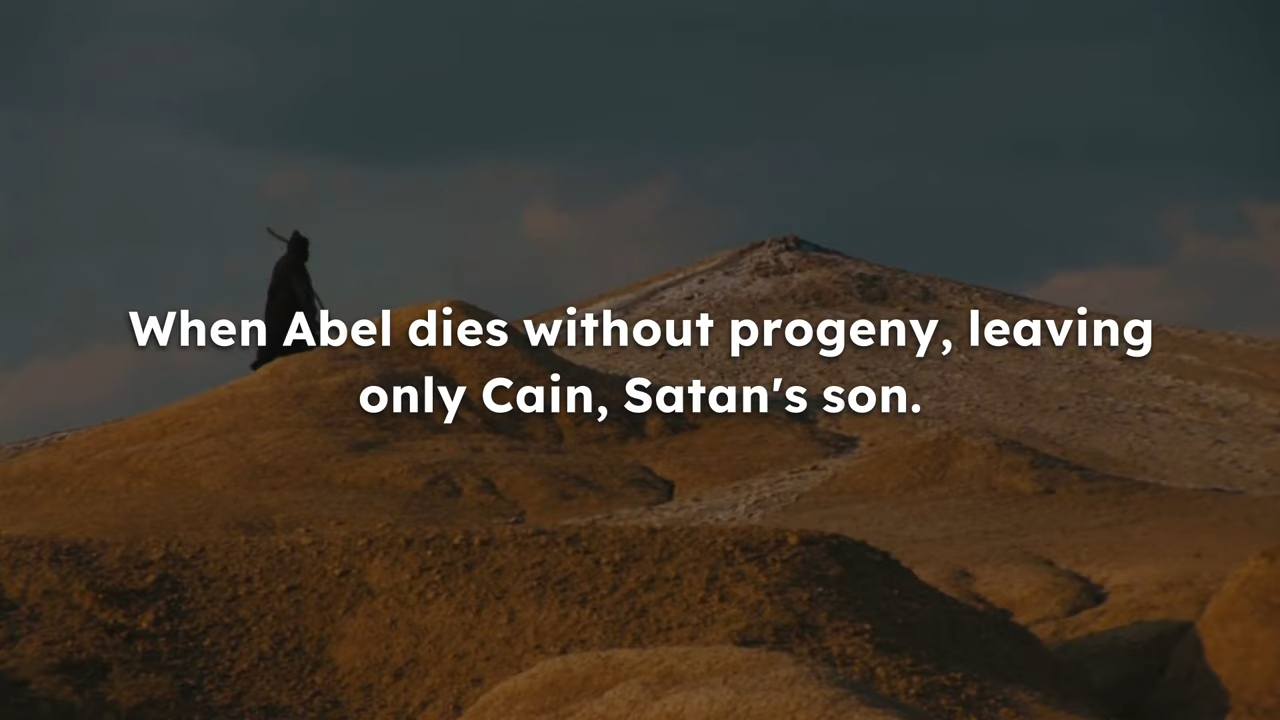 When Abel dies without progeny, leaving
only Cain, Satan's son.